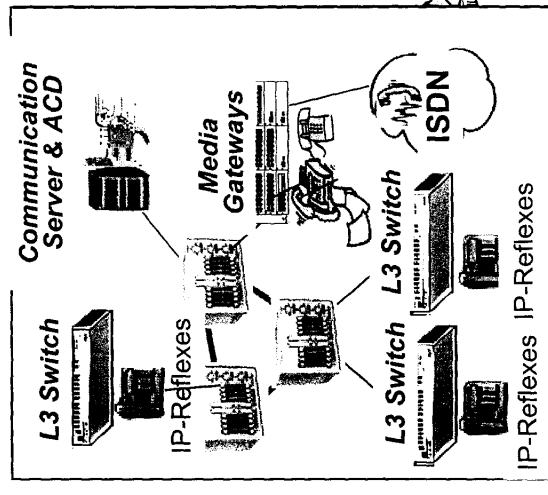 Communication
Server & ACD
Media
Gateways
ISDN
L3 Switch
IP-Reflexes
L3 Switch
IP-Reflexes
L3 Switch
IP-Reflexes